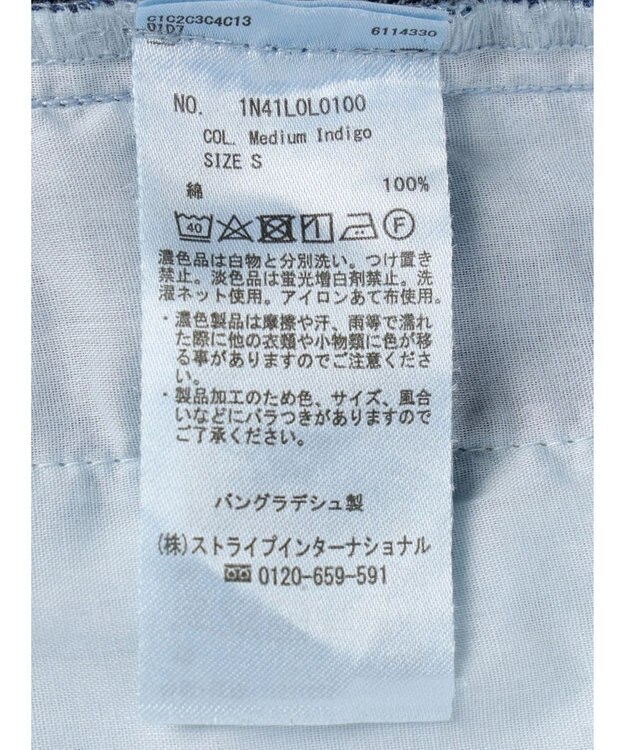 C1C2C3C4C13
01D7
6114330
NO. 1N41L0L0100
COL. Medium Indigo
SIZE S
綿 100%
40 F
濃色品は白物と分別洗い。つけ置き
禁止。淡色品は蛍光増白剤禁止。洗
濯ネット使用。アイロンあて布使用。
・濃色製品は摩擦や汗、雨等で濡れ
た際に他の衣類や小物類に色が移
る事がありますのでご注意くださ
い。
・製品加工のため色、サイズ、風合
いなどにバラつきがありますので
ご了承ください。
バングラデシュ製
(株)ストライプインターナショナル
0120-659-591